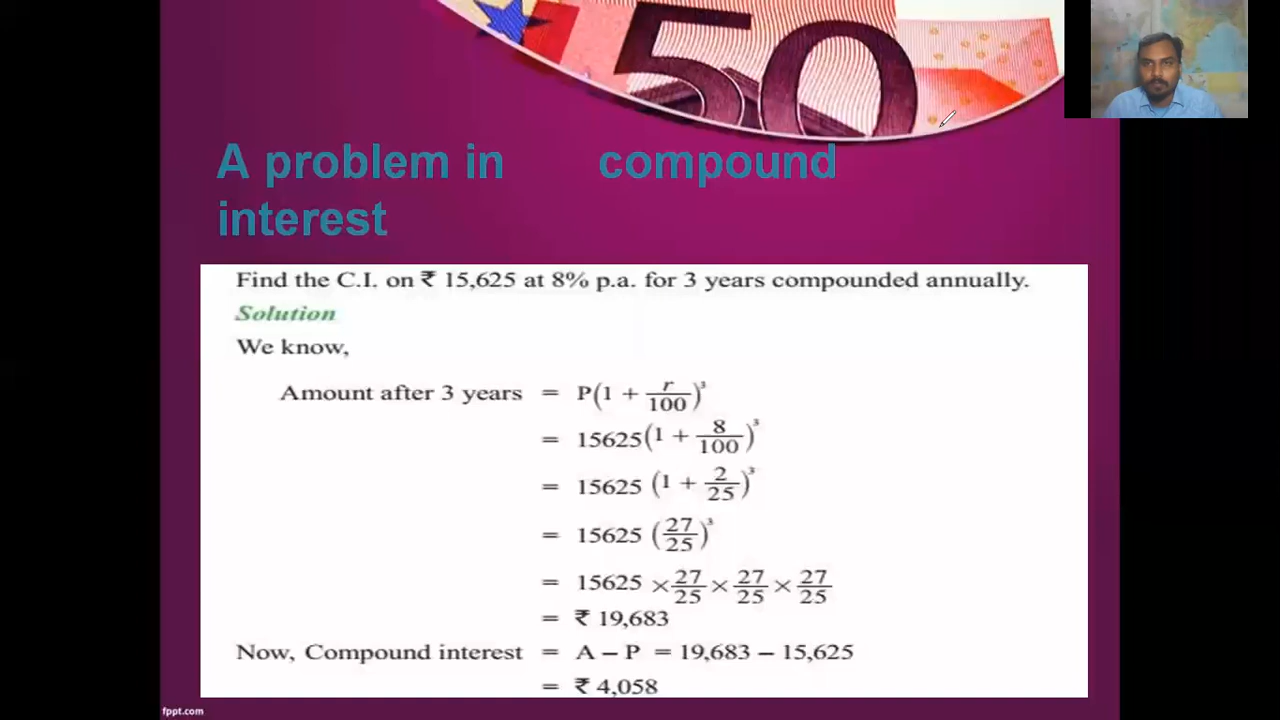 50
A problem in compound
interest
Find the C.I. on ₹ 15,625 at 8% p.a. for 3 years compounded annually.
Solution
We know,
Amount after 3 years = P(1 + r/100)³
= 15625(1 + 8/100)³
= 15625 (1 + 2/25)³
= 15625 (27/25)³
= 15625 × 27/25 × 27/25 × 27/25
= ₹ 19,683
Now, Compound interest = A – P = 19,683 – 15,625
= ₹ 4,058
fppt.com